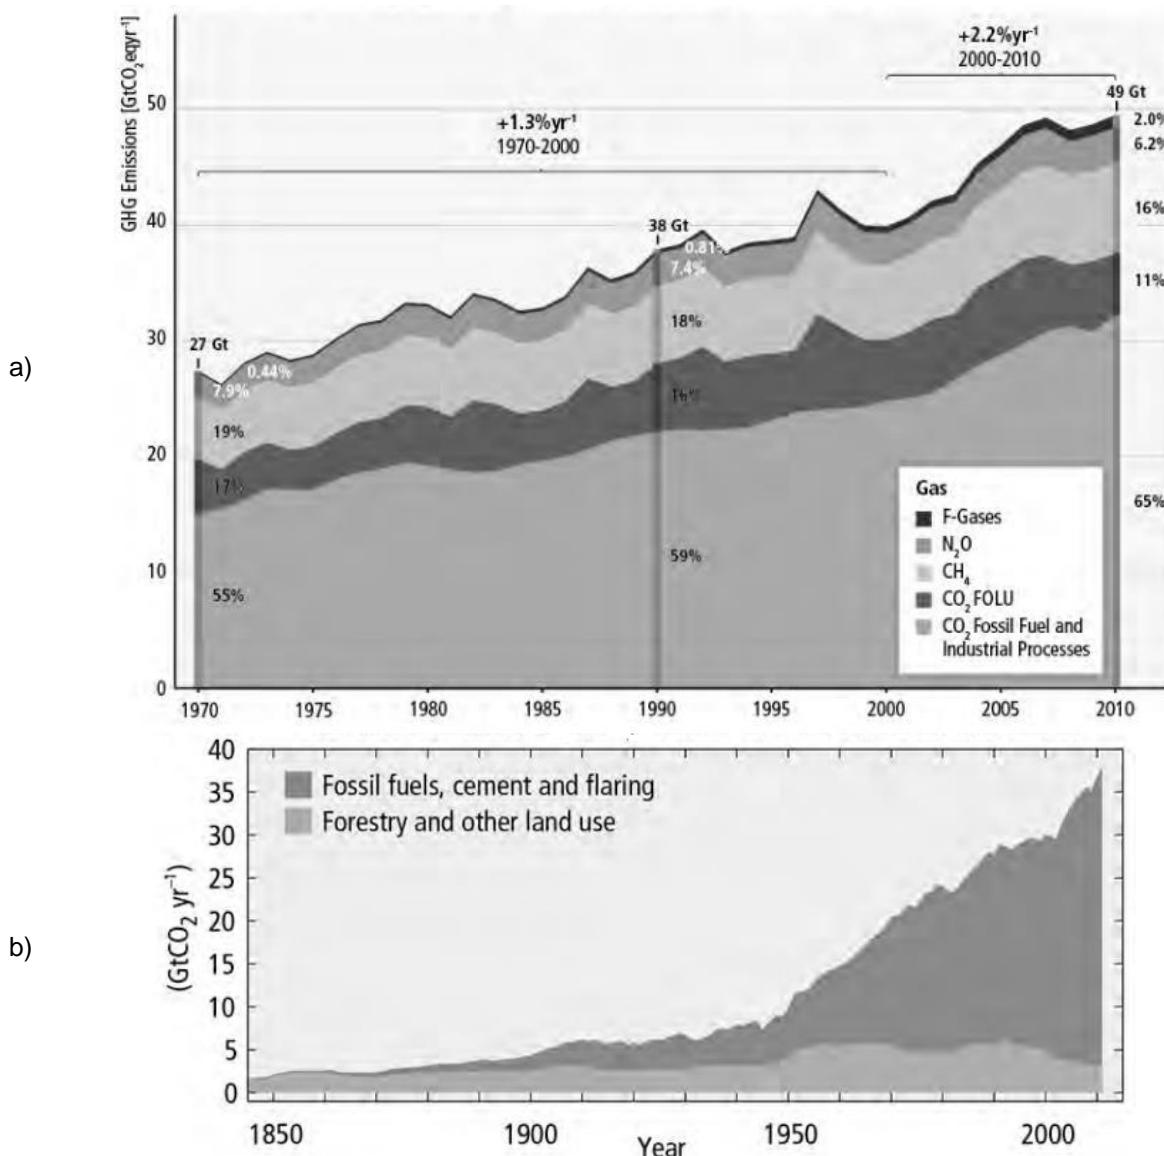 a)
GHG Emissions [GtCO₂eqyr⁻¹]
50
40
30
20
10
0
+1.3%yr⁻¹
1970-2000
+2.2%yr⁻¹
2000-2010
27 Gt
7.9%
0.44%
19%
17%
55%
38 Gt
0.81%
7.4%
18%
16%
59%
49 Gt
2.0%
6.2%
16%
11%
65%
Gas
F-Gases
N₂O
CH₄
CO₂ FOLU
CO₂ Fossil Fuel and
Industrial Processes
1970 1975 1980 1985 1990 1995 2000 2005 2010
b)
(GtCO₂ yr⁻¹)
40
35
30
25
20
15
10
5
0
Fossil fuels, cement and flaring
Forestry and other land use
1850 1900 1950 2000
Year